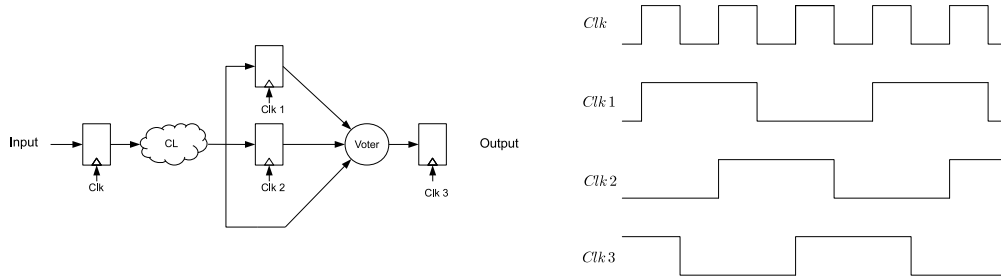 Clk 1
Input
CL
Voter
Output
Clk
Clk 2
Clk 3
Clk
Clk 1
Clk 2
Clk 3